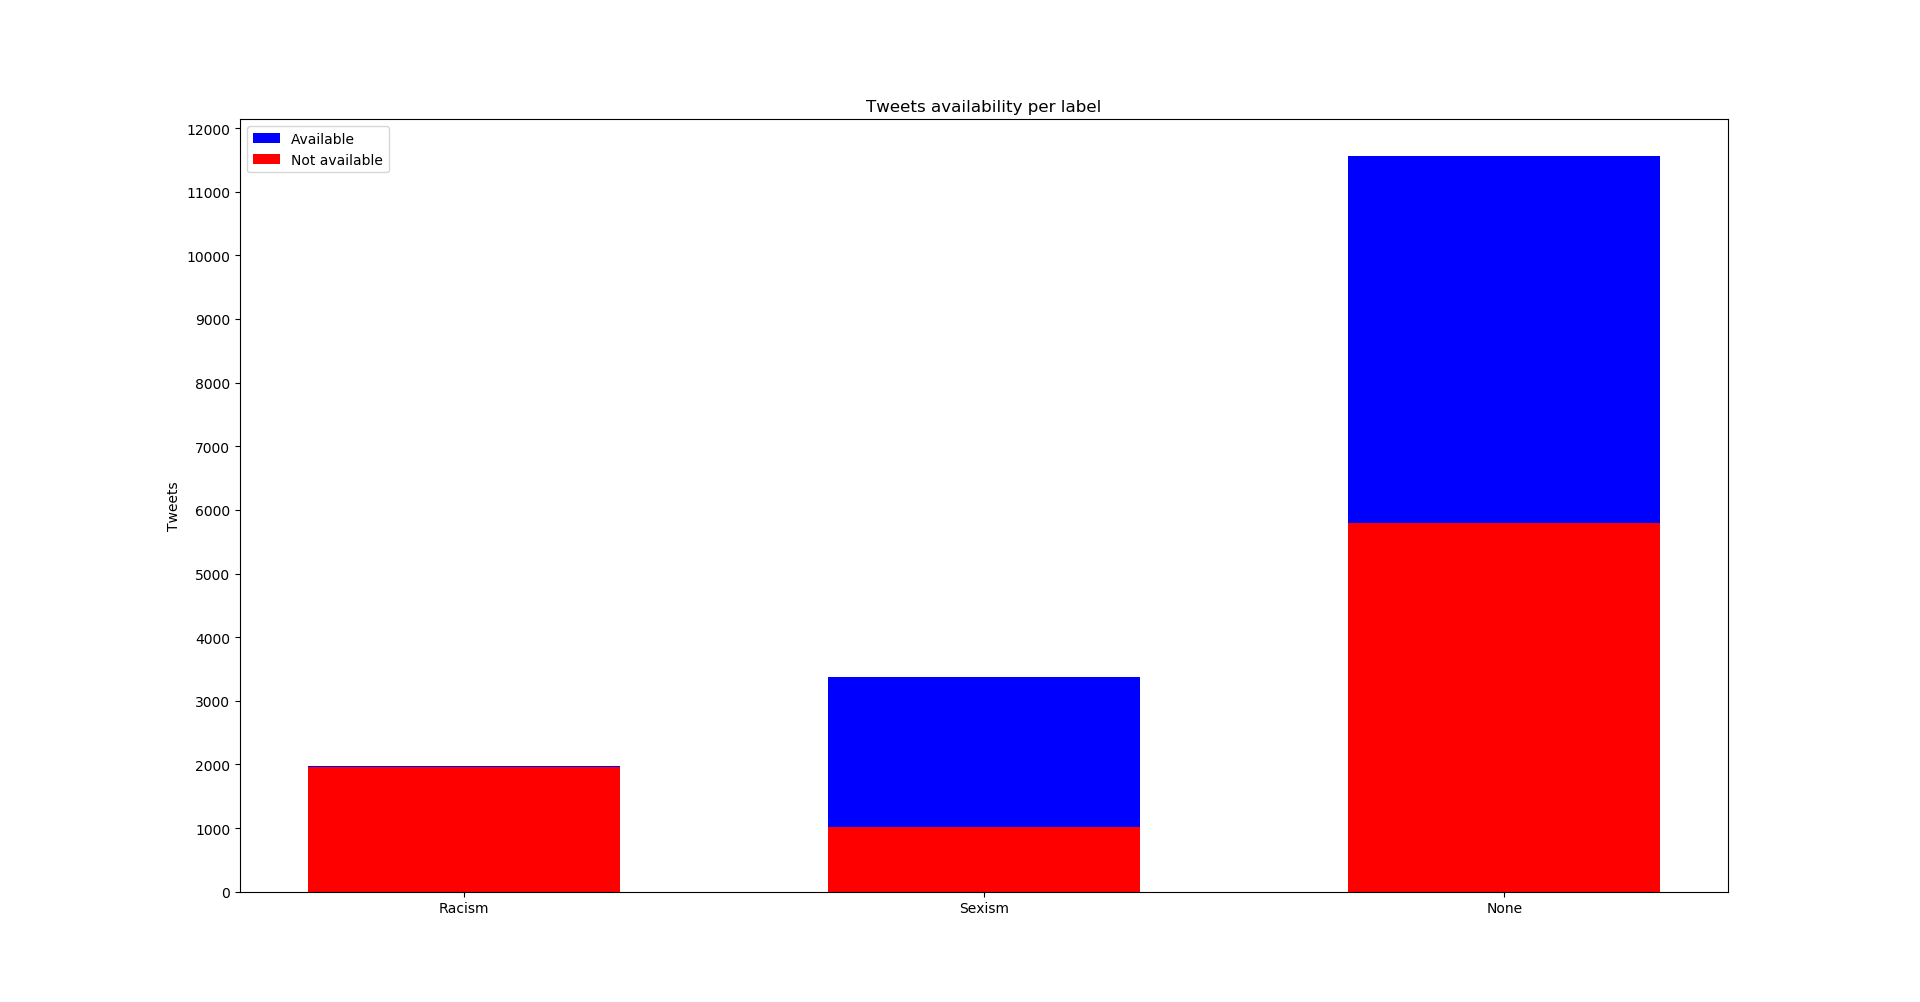 Tweets availability per label
Available
Not available
12000
11000
10000
9000
8000
7000
6000
5000
4000
3000
2000
1000
0
Tweets
Racism
Sexism
None